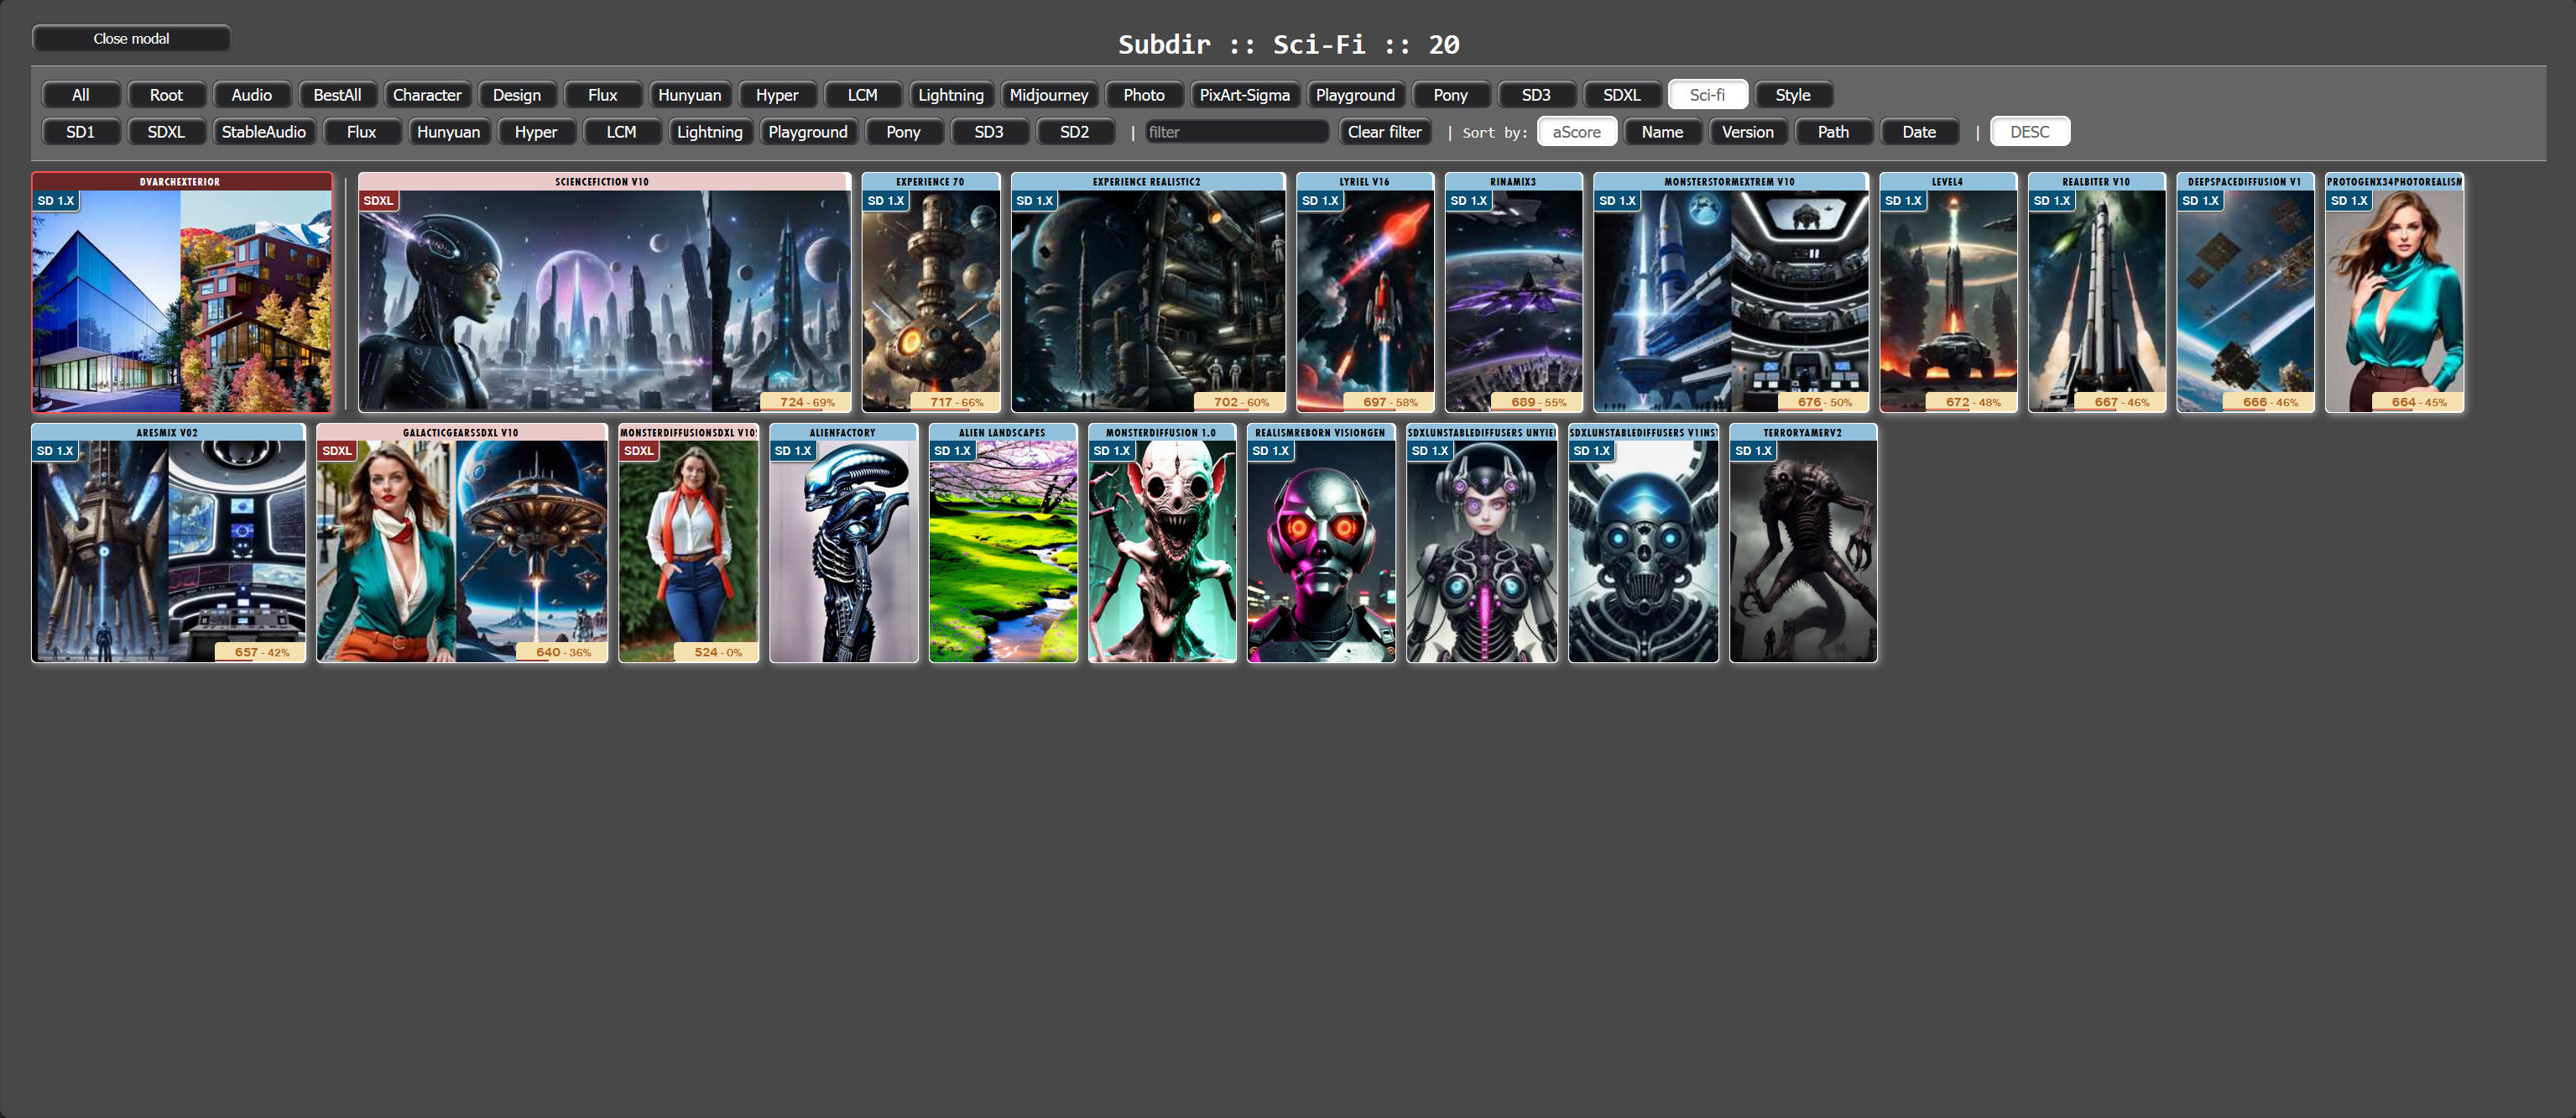 Close modal
Subdir :: Sci-Fi :: 20
All Root Audio BestAll Character Design Flux Hunyuan Hyper LCM Lightning Midjourney Photo PixArt-Sigma Playground Pony SD3 SDXL Sci-fi Style
SD1 SDXL StableAudio Flux Hunyuan Hyper LCM Lightning Playground Pony SD3 SD2 | filter Clear filter | Sort by: aScore Name Version Path Date | DESC
DVARCHEXTERIOR SCIENCEFICTION V10 EXPERIENCE 70 EXPERIENCE REALISTIC2 LYRIEL V16 RINAMIX3 MONSTERSTORMEXTREM V10 LEVEL4 REALBITER V10 DEEPSPACEDIFFUSION V1 PROTOGENX34PHOTOREALISM
SD 1.X SDXL SD 1.X SD 1.X SD 1.X SD 1.X SD 1.X SD 1.X SD 1.X SD 1.X SD 1.X
724 - 69% 717 - 66% 702 - 60% 697 - 58% 689 - 55% 676 - 50% 672 - 48% 667 - 46% 666 - 46% 664 - 45%
ARESMIX V02 GALACTICGEARSSDXL V10 MONSTERDIFFUSIONSDXL V10 ALIENFACTORY ALIEN LANDSCAPES MONSTERDIFFUSION 1.0 REALISMREBORN VISIONGEN SDXLUNSTABLEDIFFUSERS UNYIE SDXLUNSTABLEDIFFUSERS V1INS TERRORYAMERV2
SD 1.X SDXL SDXL SD 1.X SD 1.X SD 1.X SD 1.X SD 1.X SD 1.X SD 1.X
657 - 42% 640 - 36% 524 - 0%